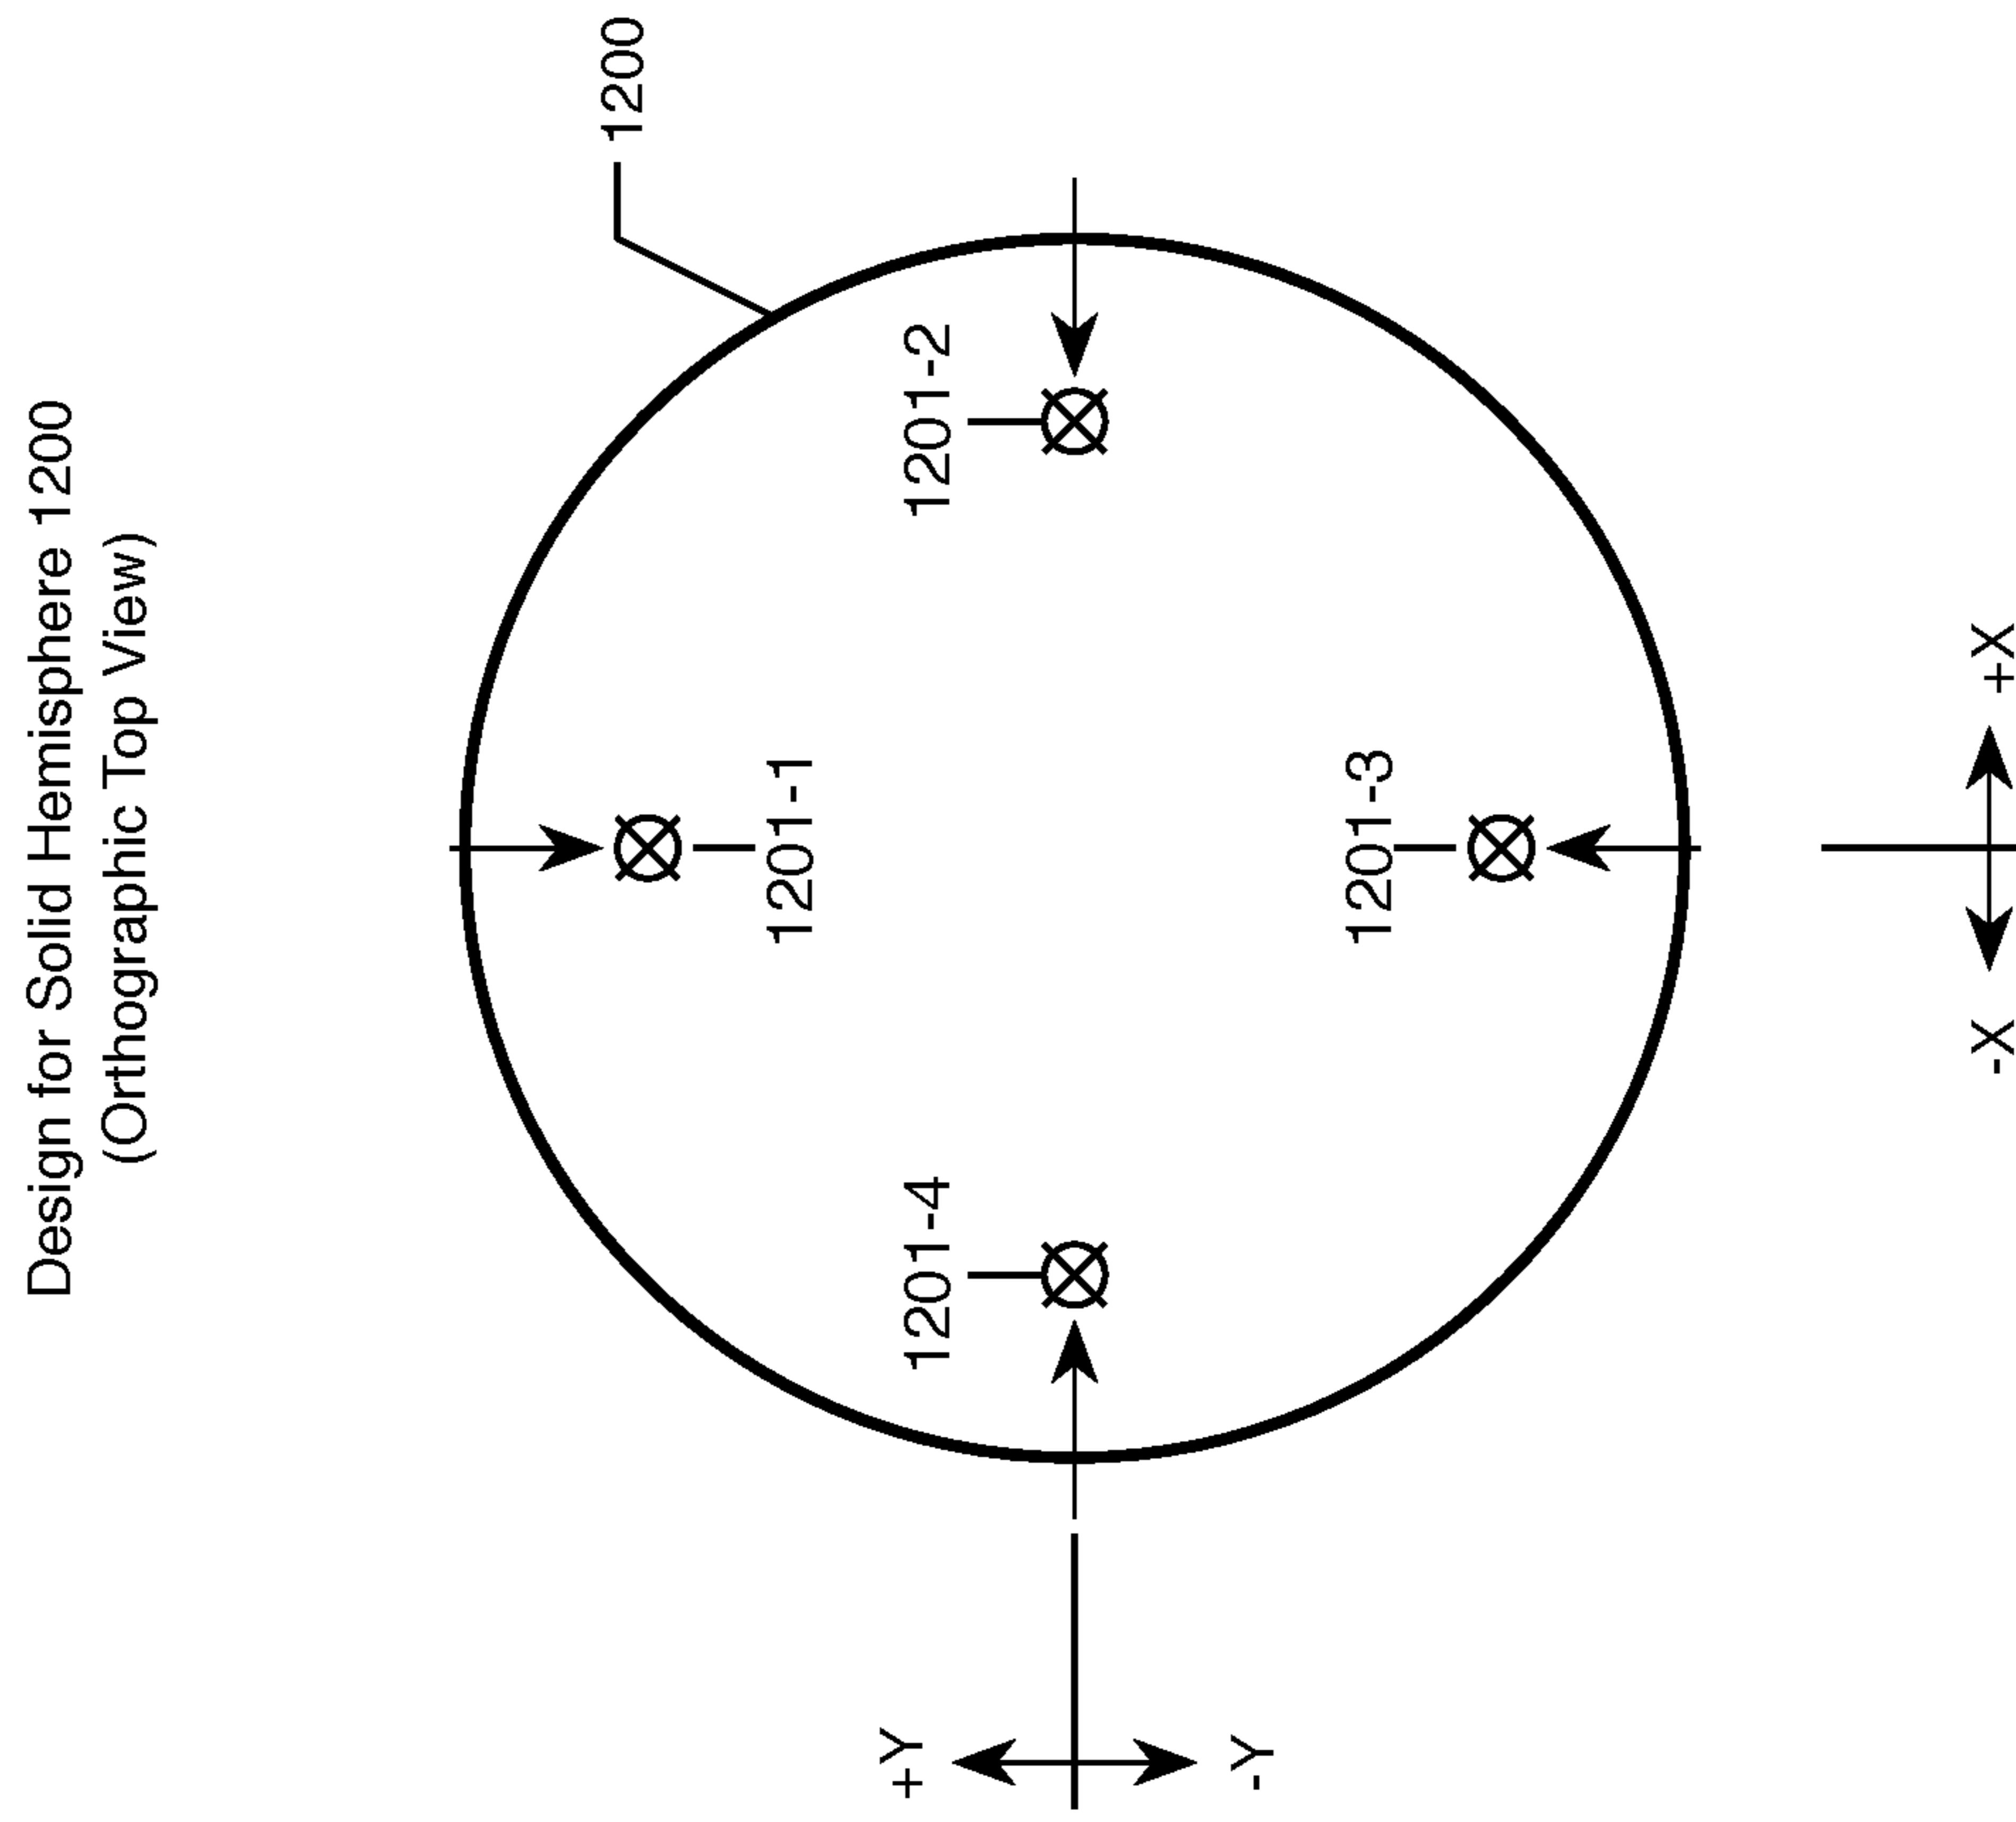 Design for Solid Hemisphere 1200
(Orthographic Top View)
1200
1201-1
1201-2
1201-4
1201-3
+Y
-Y
-X
+X